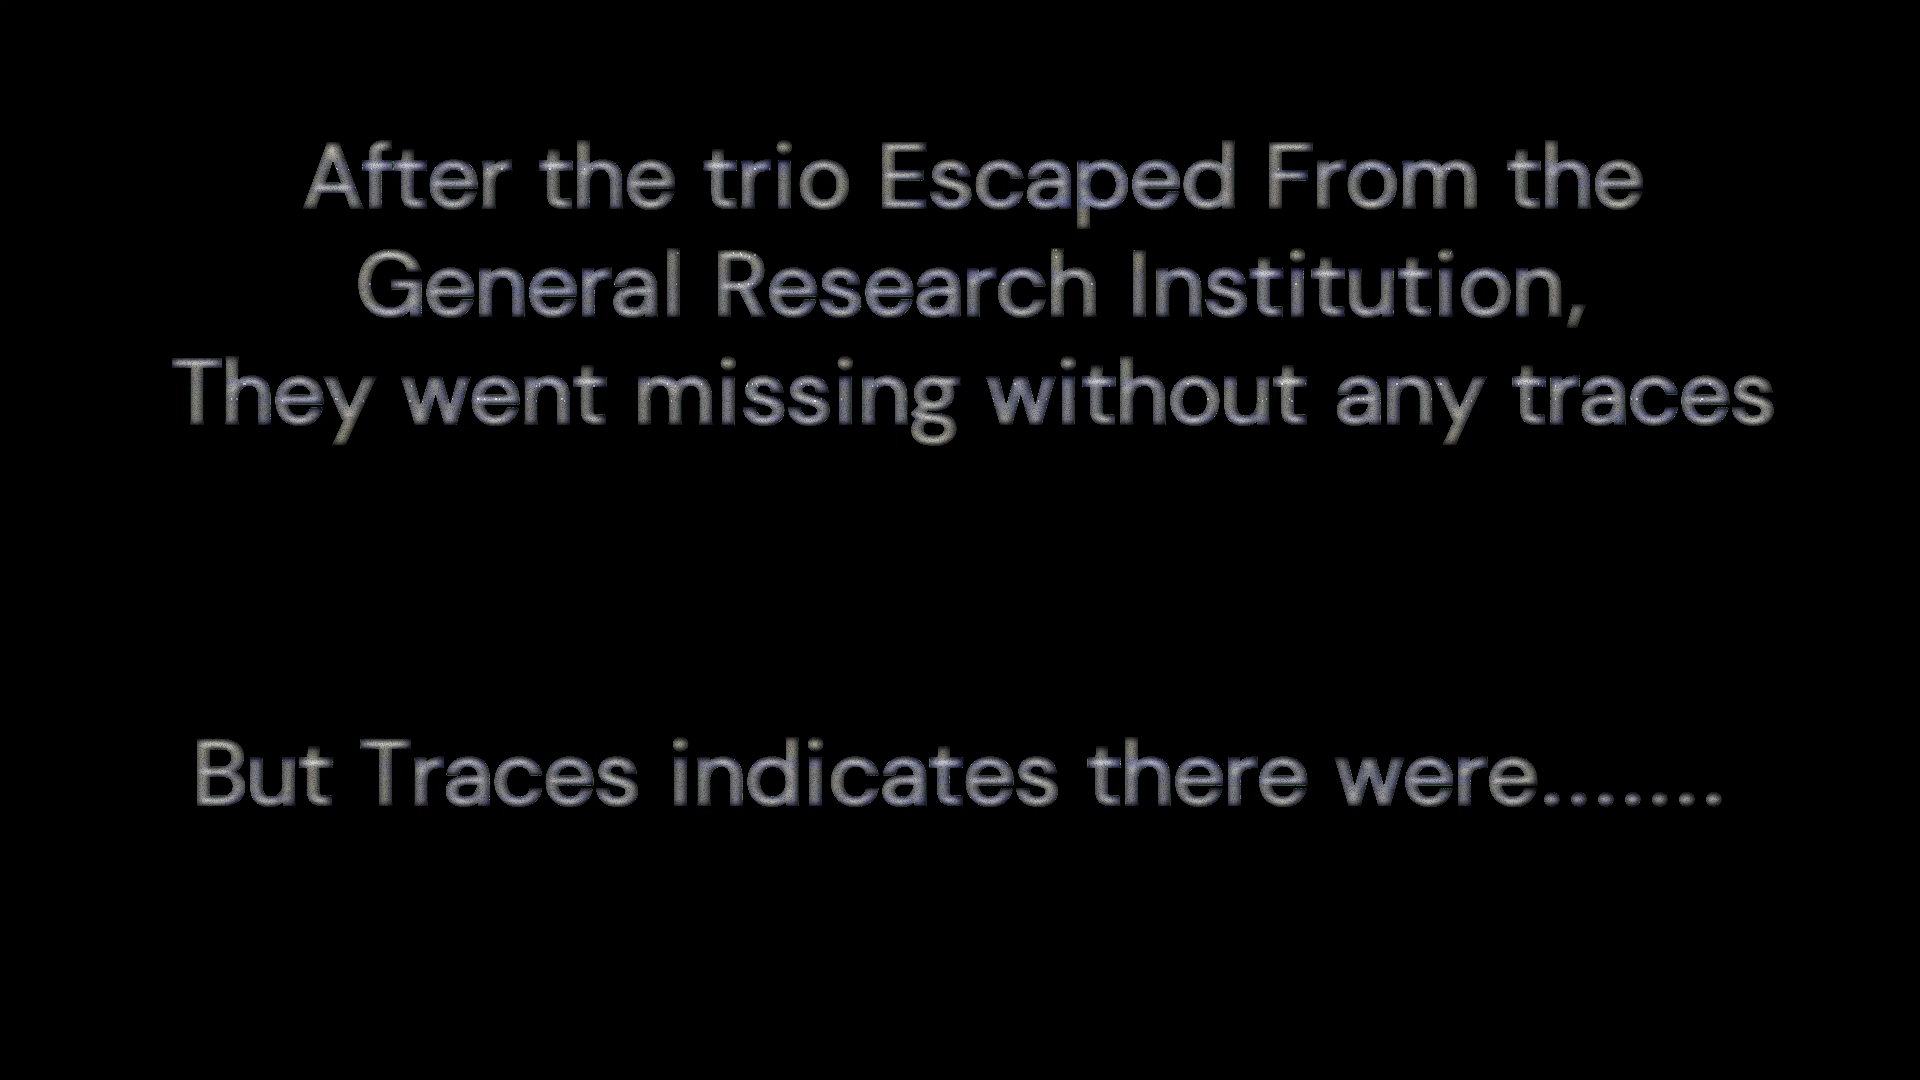 After the trio Escaped From the
General Research Institution,
They went missing without any traces
But Traces indicates there were.......